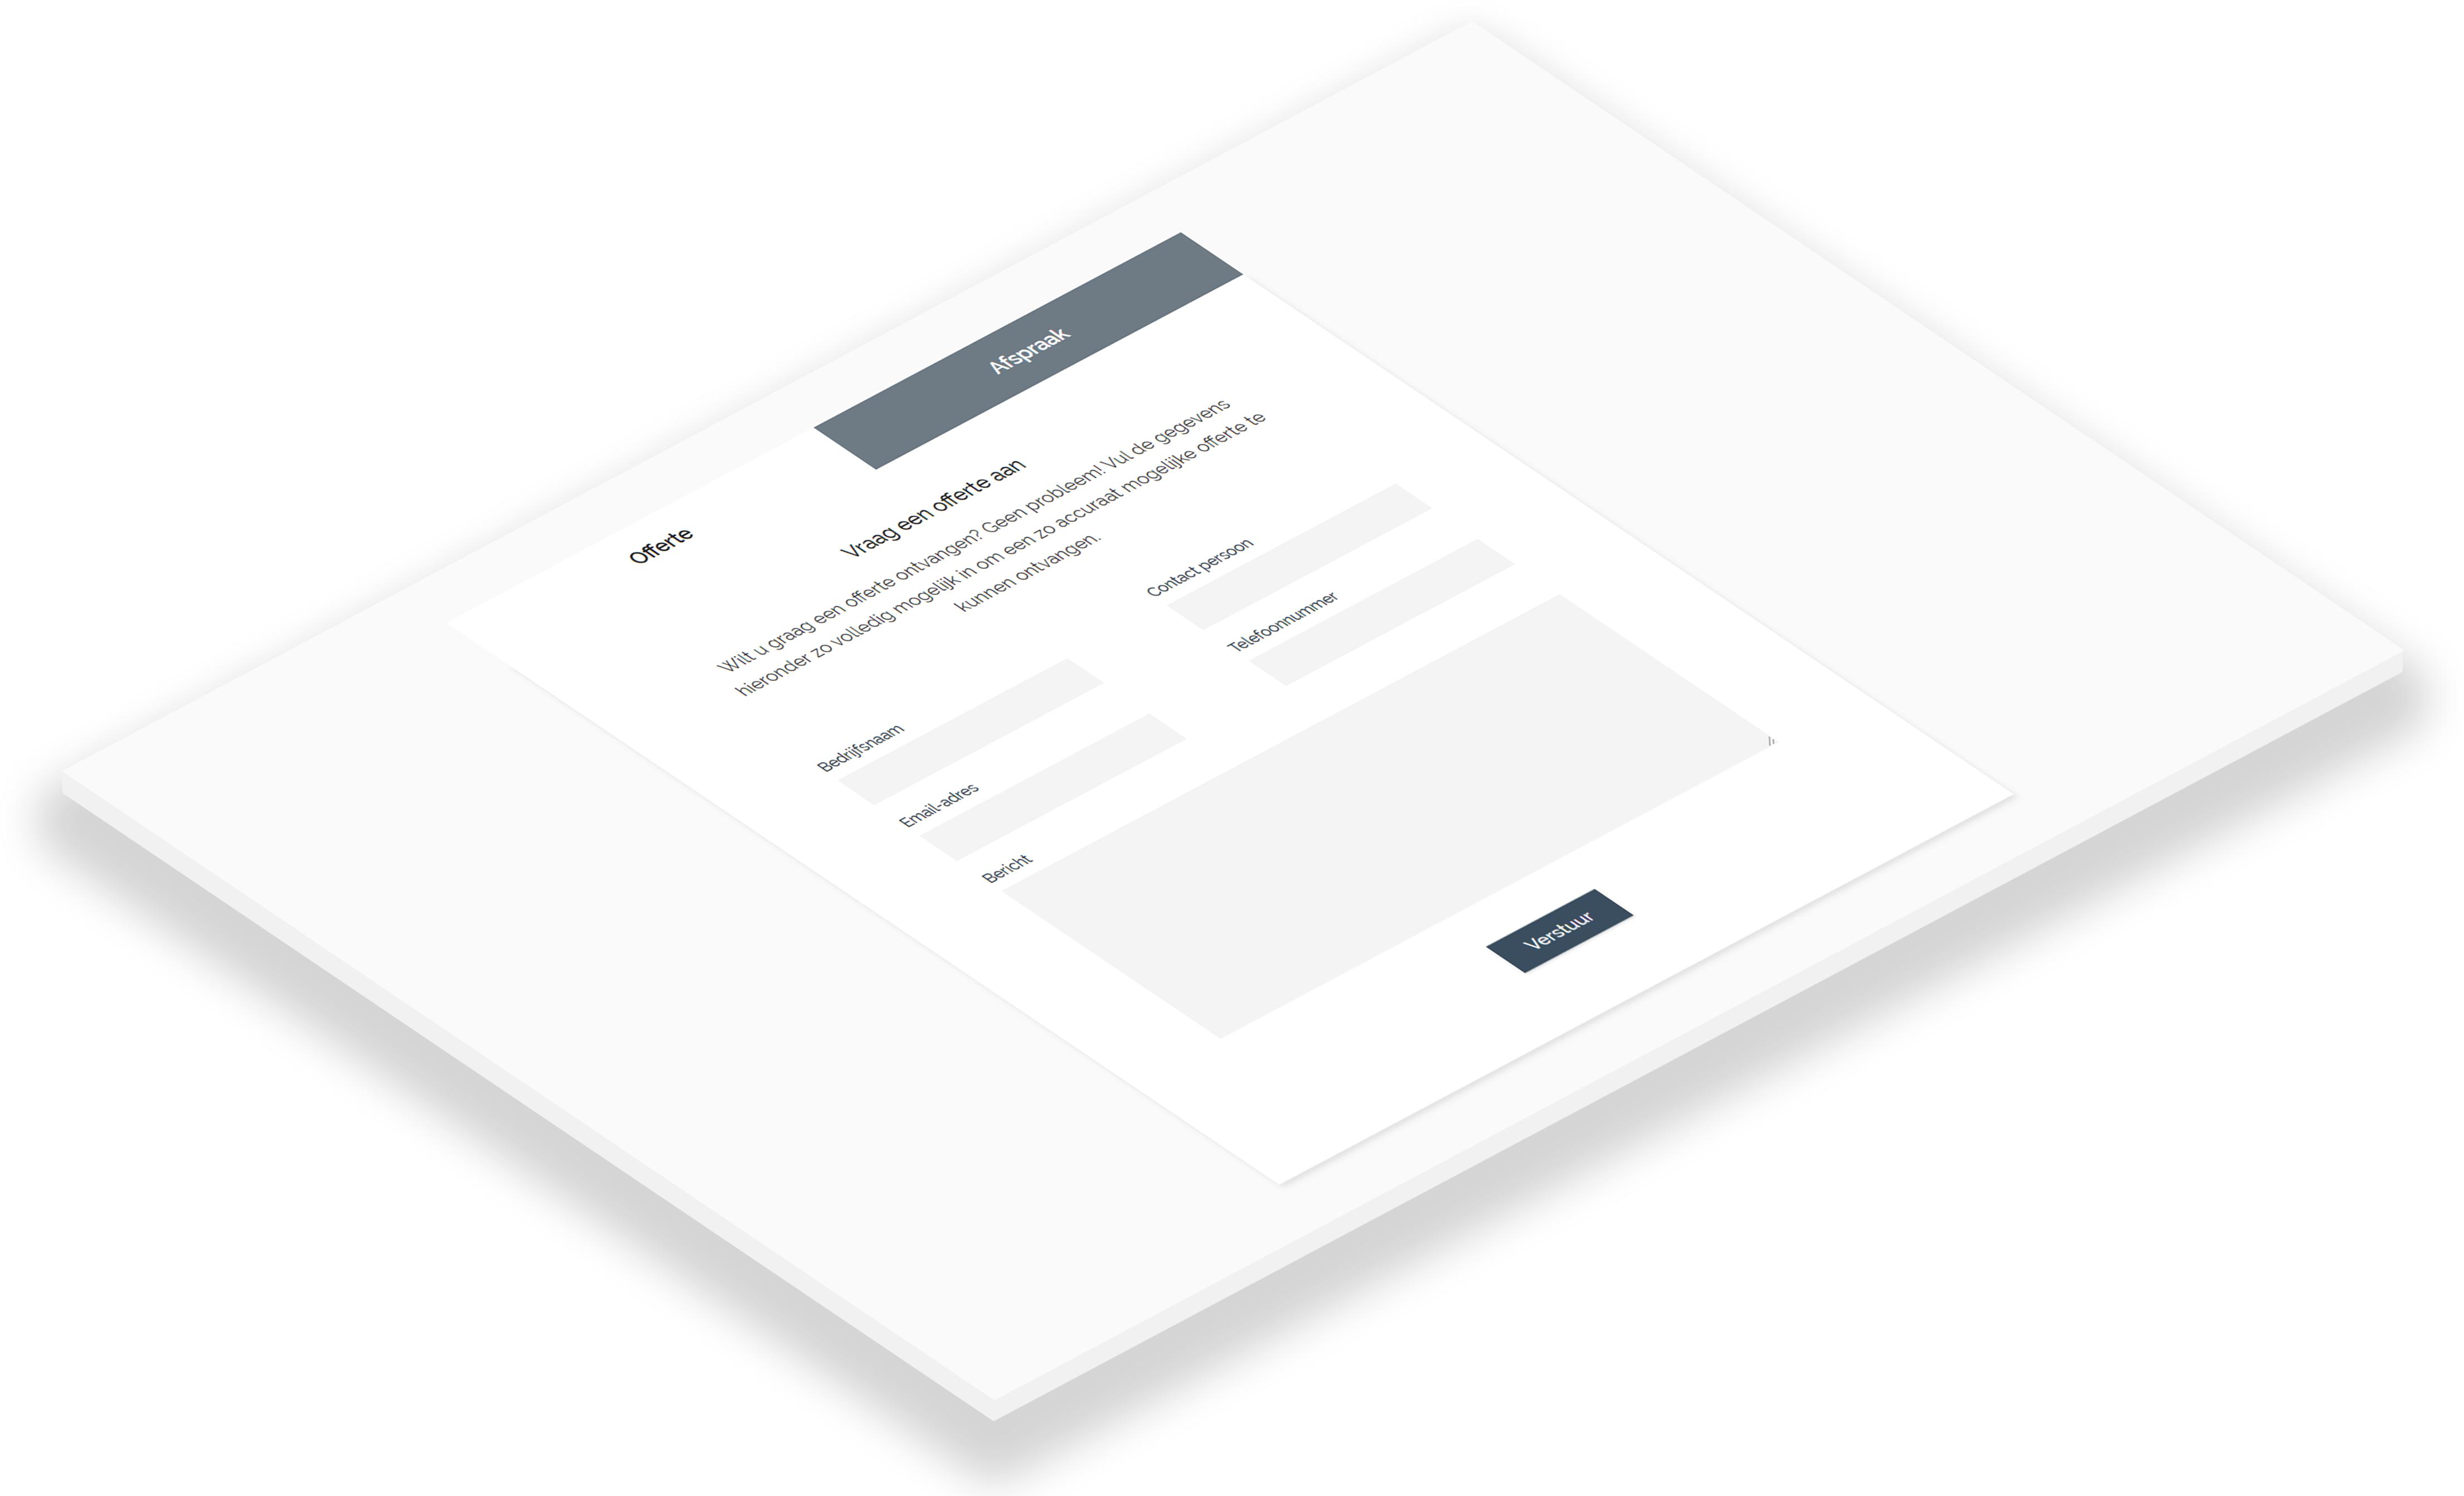 Offerte
Afspraak
Vraag een offerte aan
Wilt u graag een offerte ontvangen? Geen probleem! Vul de gegevens
hieronder zo volledig mogelijk in om een zo accuraat mogelijke offerte te
kunnen ontvangen.
Bedrijfsnaam
Contact persoon
Email-adres
Telefoonnummer
Bericht
Verstuur